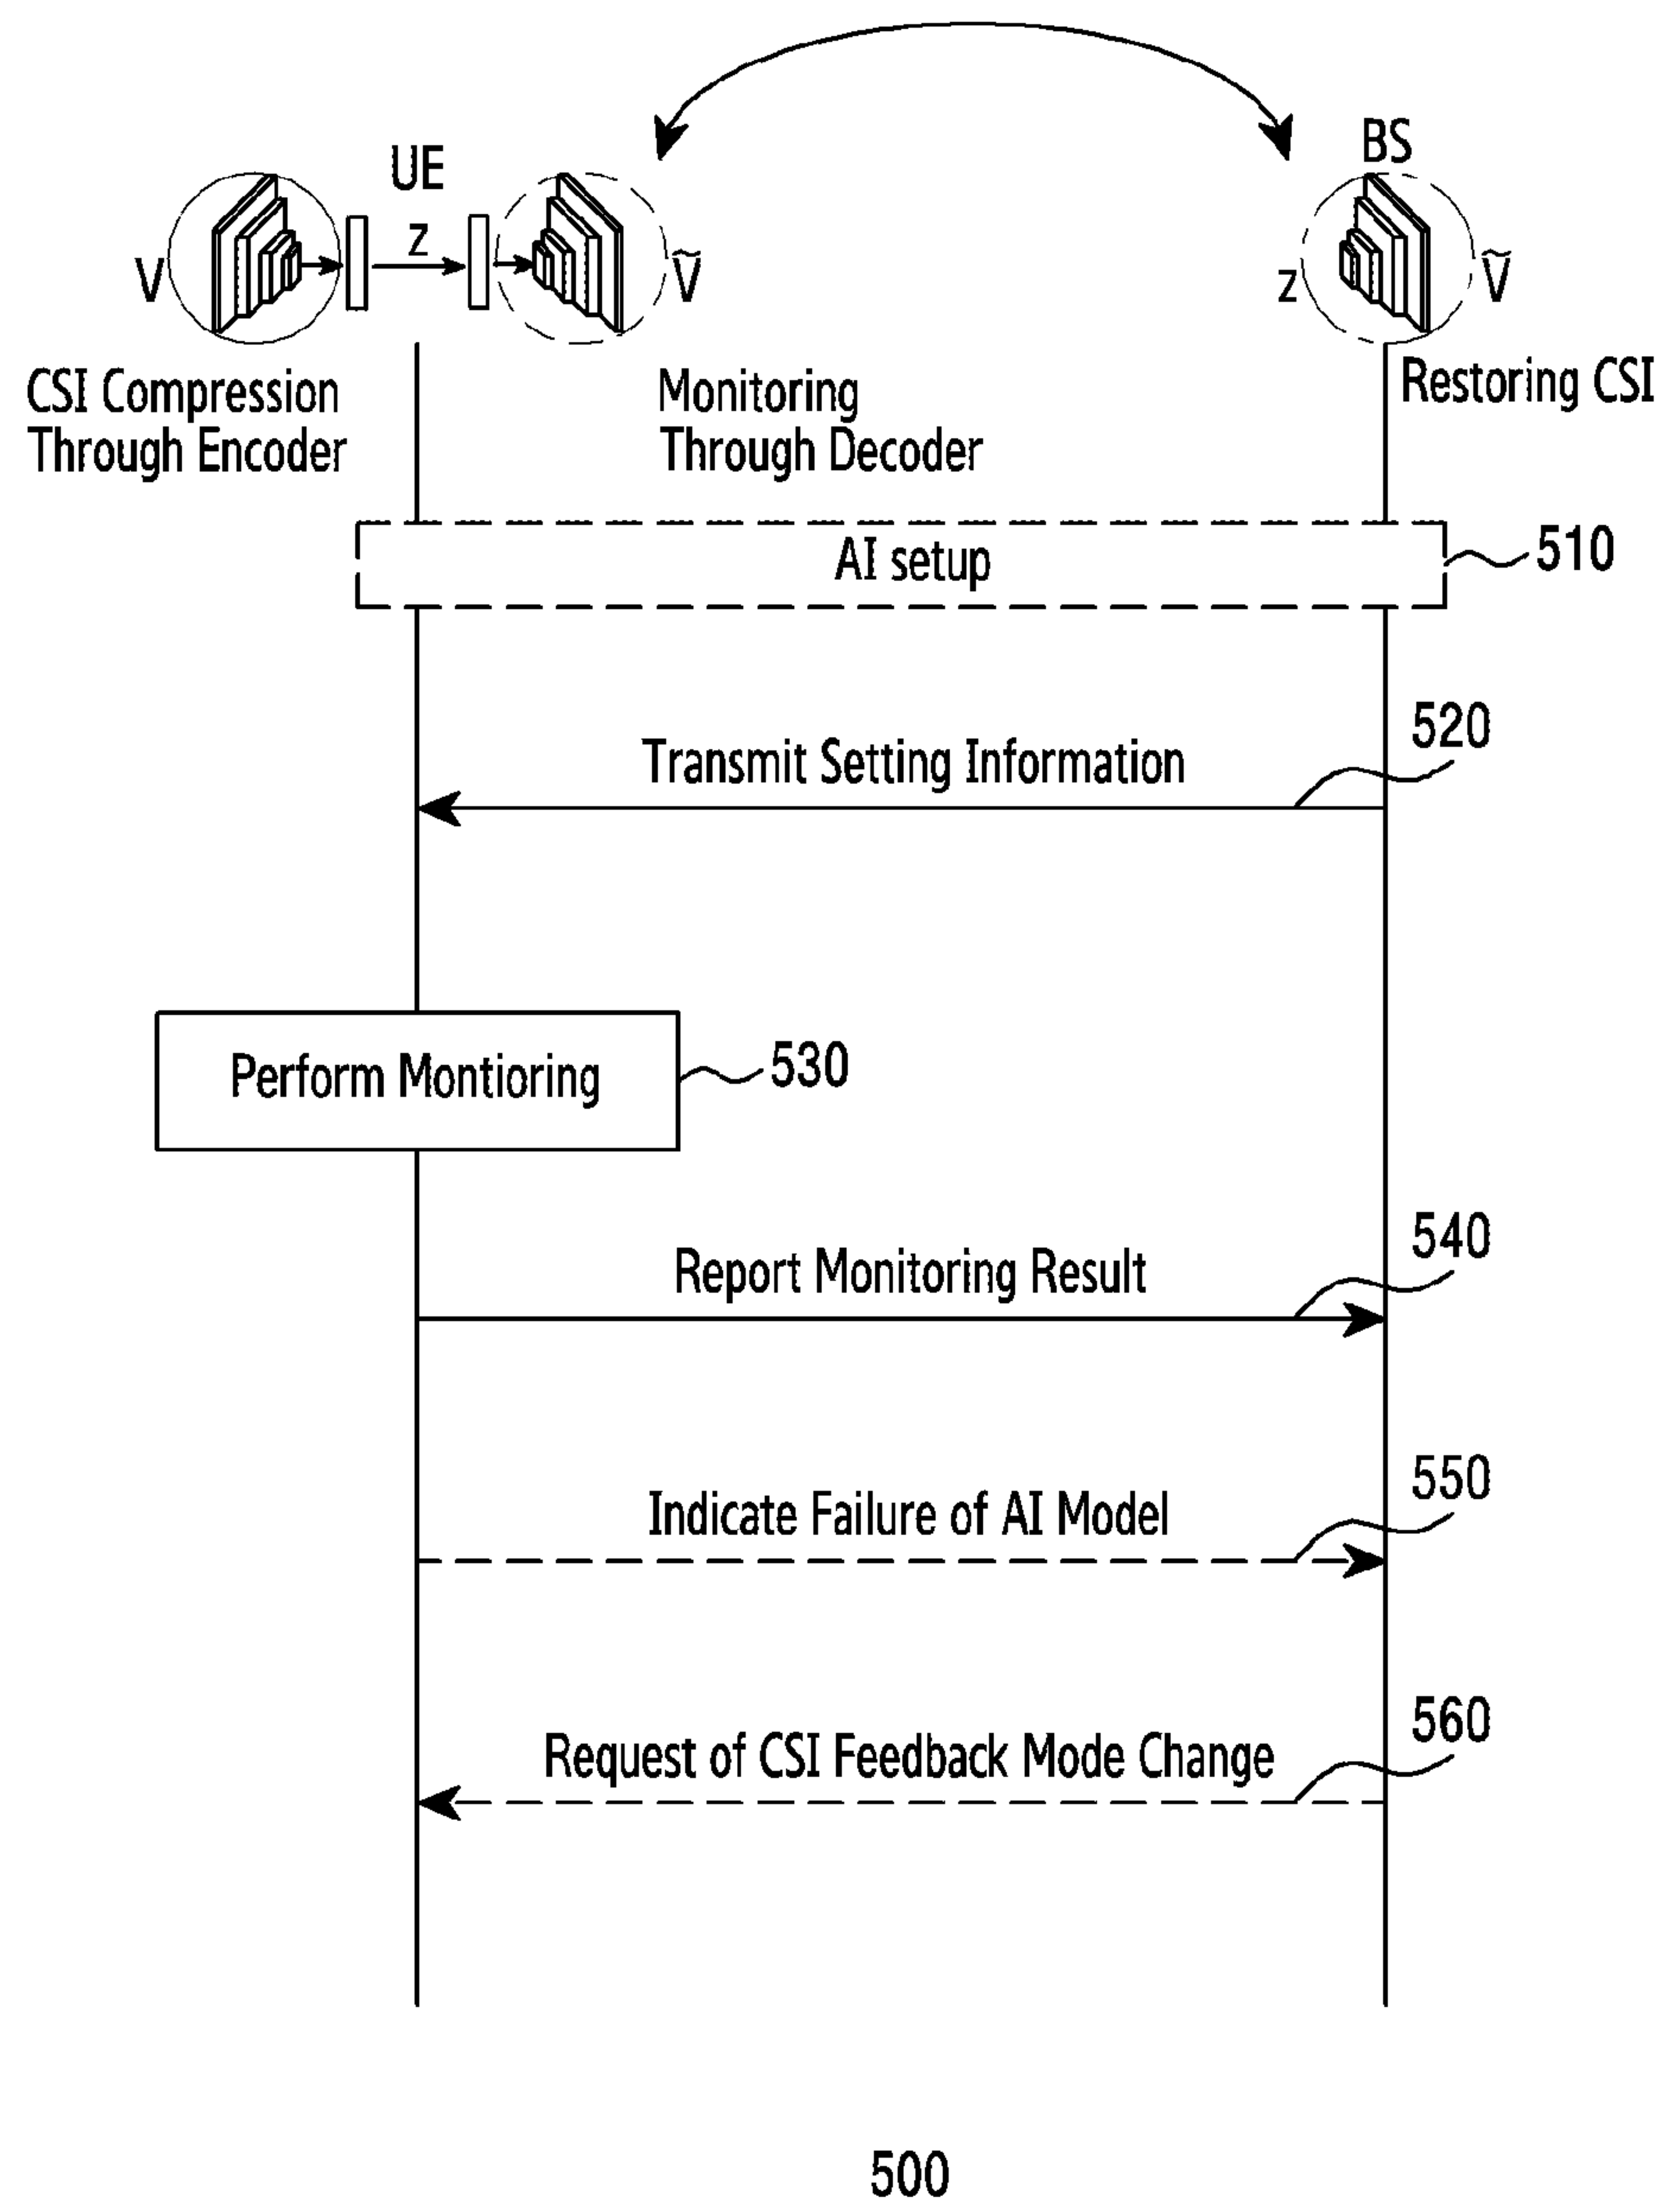 UE
BS
V
z
Ṽ
z
Ṽ
CSI Compression
Through Encoder
Monitoring
Through Decoder
Restoring CSI
AI setup
510
520
Transmit Setting Information
Perform Montioring
530
540
Report Monitoring Result
550
Indicate Failure of AI Model
560
Request of CSI Feedback Mode Change
500